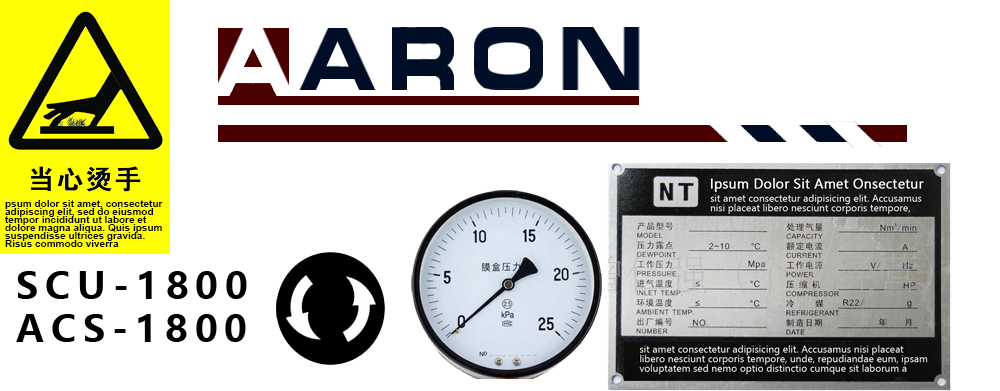 AARON
当心烫手
psum dolor sit amet, consectetur
adipiscing elit, sed do eiusmod
tempor incididunt ut labore et
dolore magna aliqua. Quis ipsum
suspendisse ultrices gravida.
Risus commodo viverra
SCU-1800
ACS-1800
10 15
5 20
0 25
膜盒压力
2.5
kPa
NO
NT
Ipsum Dolor Sit Amet Onsectetur
sit amet consectetur adipisicing elit. Accusamus
nisi placeat libero nesciunt corporis tempore,
产品型号 处理气量 Nm³/min
MODEL CAPACITY
压力露点 2~10 °C 额定电流 A
DEWPOINT CURRENT
工作压力 Mpa 工作电源 V/ Hz
PRESSURE POWER
进气温度 ≤ °C 压缩机 HP
INLET TEMP. COMPRESSOR
环境温度 ≤ °C 冷媒 R22/ g
AMBIENT TEMP. REFRIGERANT
出厂编号 NO. 制造日期 年 月
NUMBER DATE
sit amet consectetur adipisicing elit. Accusamus nisi placeat
libero nesciunt corporis tempore, unde, repudiandae eum, ipsam
voluptatem sed nemo optio distinctio cumque sit laborum a